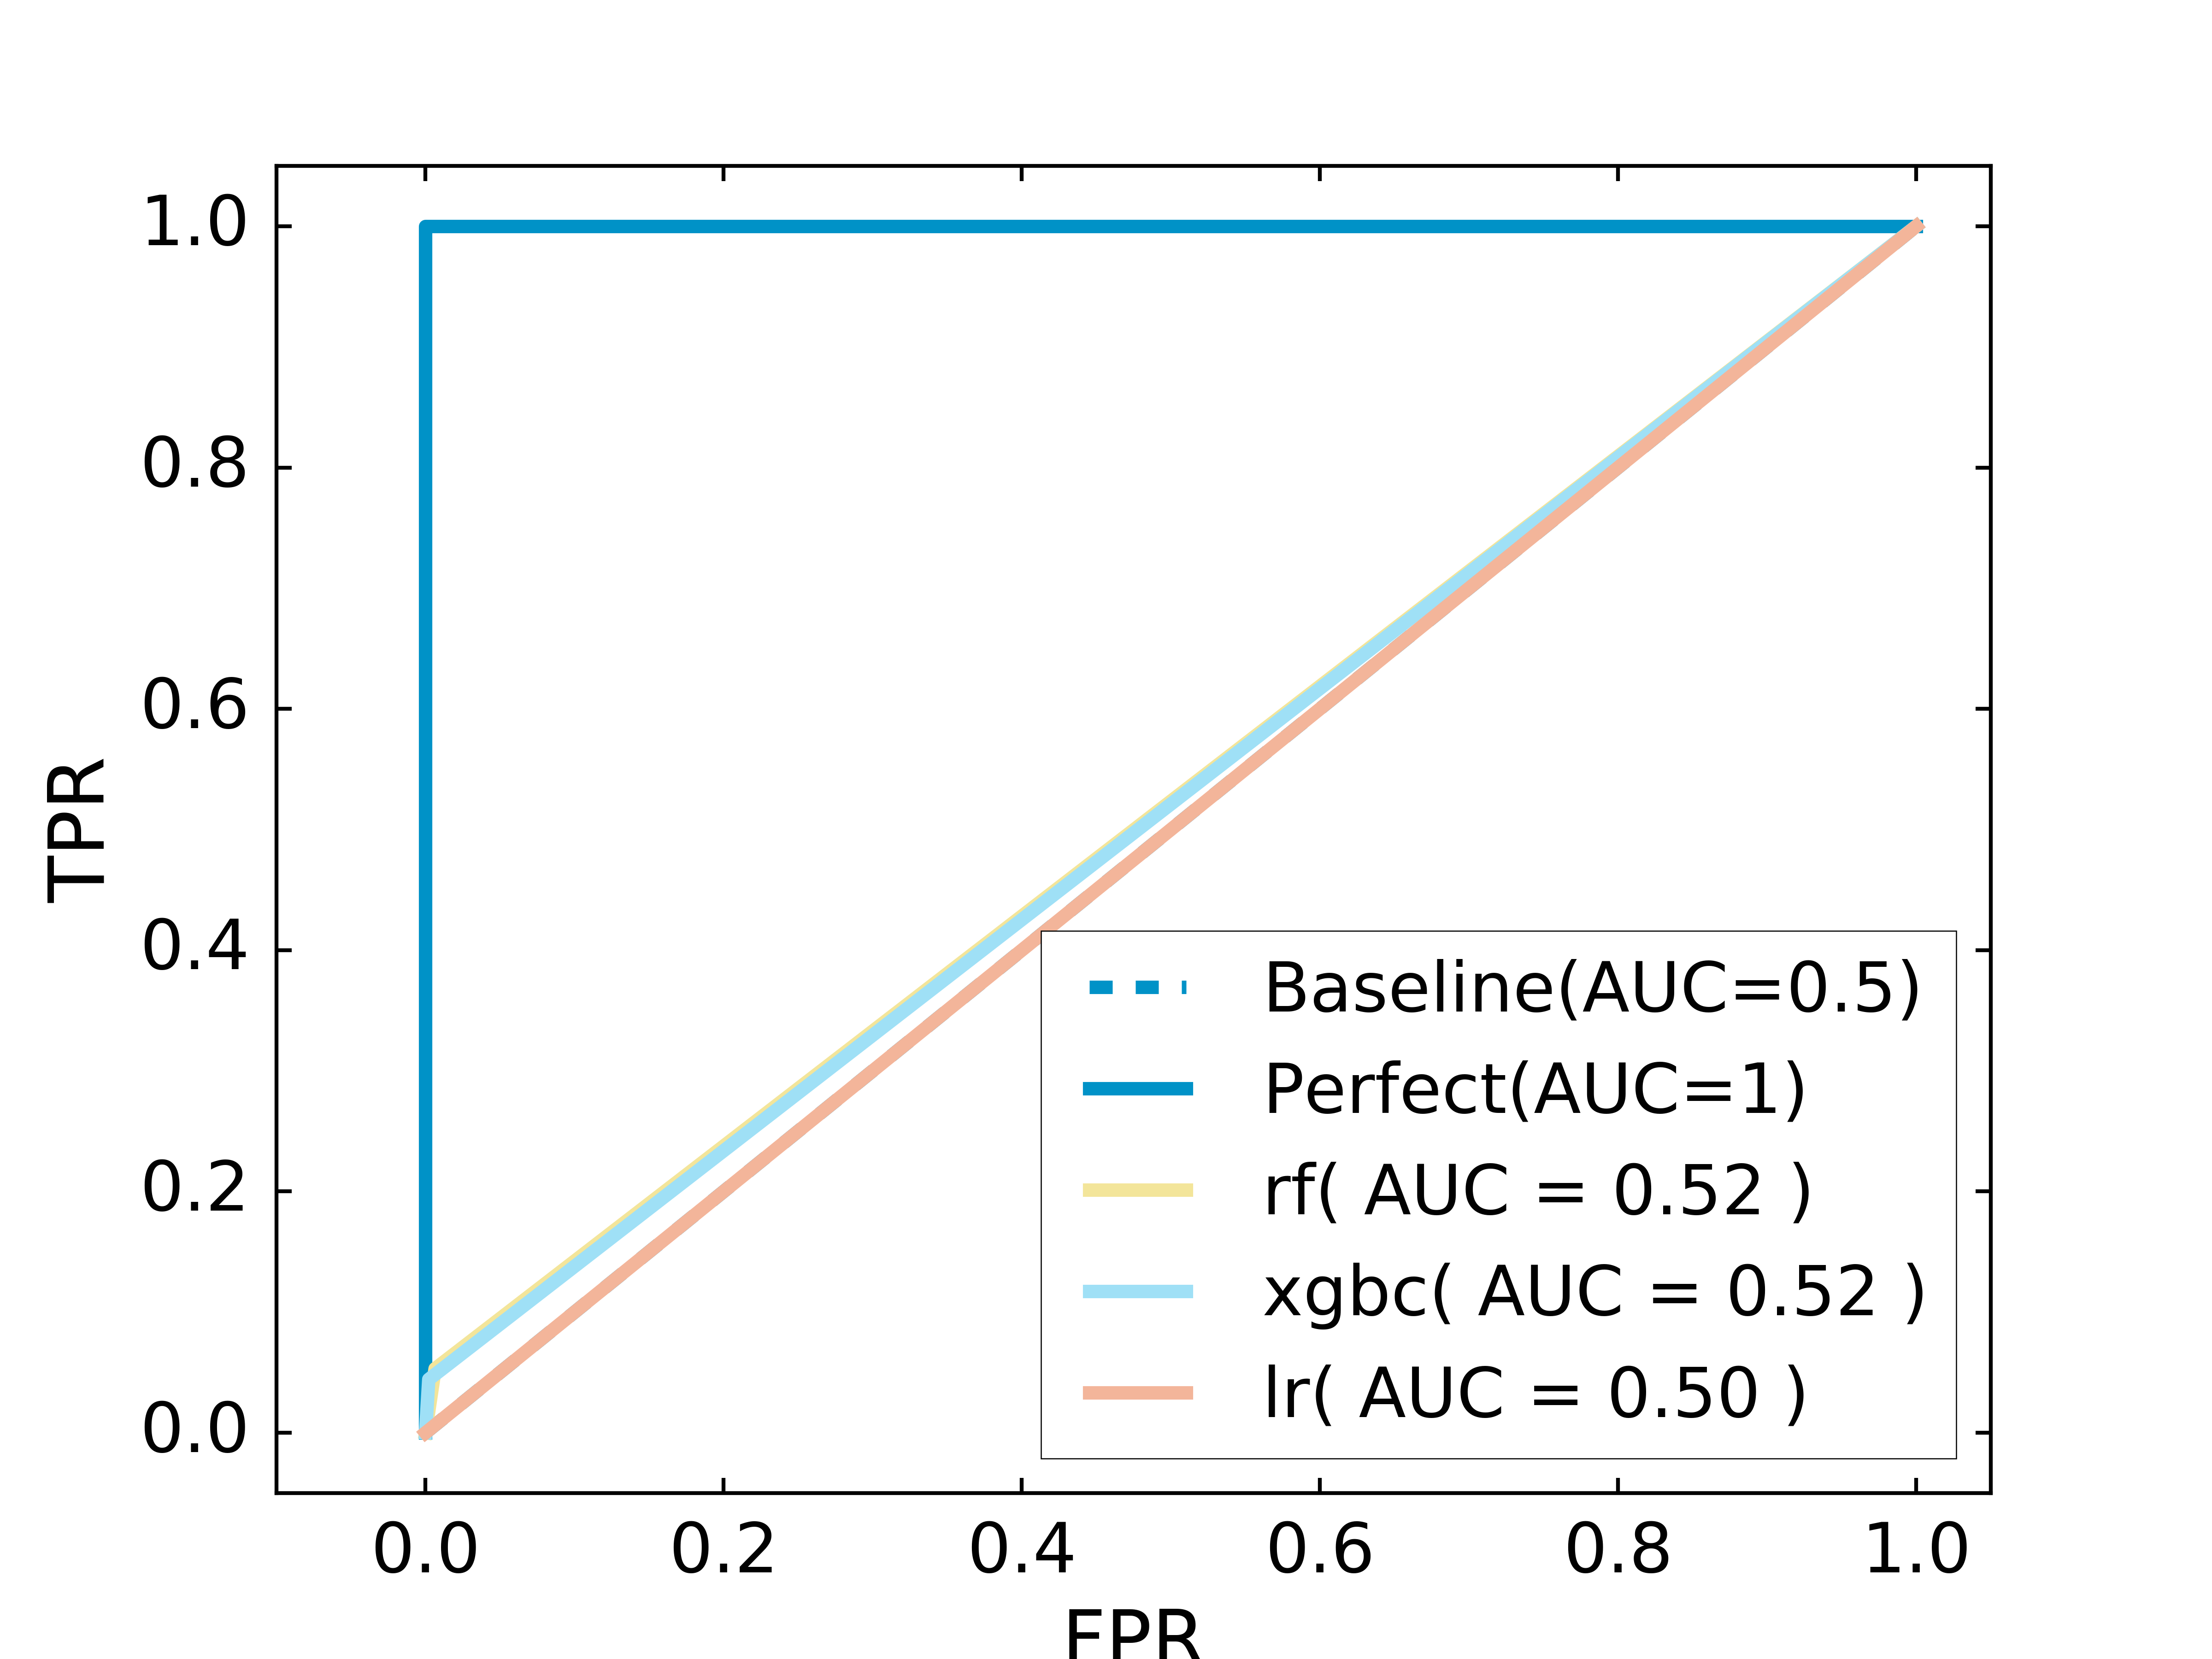 1.0
0.8
0.6
0.4
0.2
0.0
TPR
Baseline(AUC=0.5)
Perfect(AUC=1)
rf( AUC = 0.52 )
xgbc( AUC = 0.52 )
lr( AUC = 0.50 )
0.0 0.2 0.4 0.6 0.8 1.0
FPR